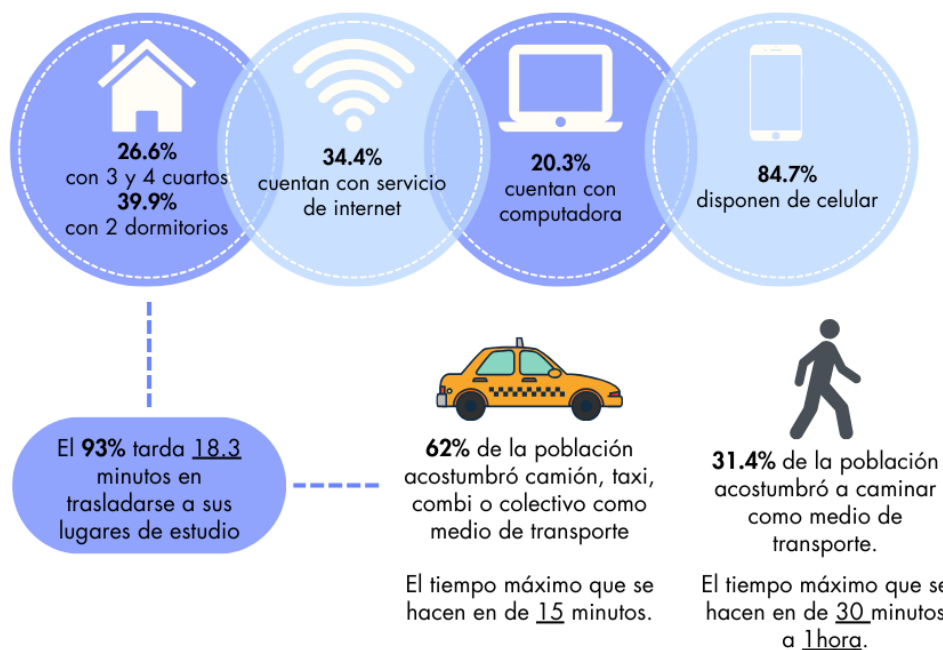 26.6%
con 3 y 4 cuartos
39.9%
con 2 dormitorios
34.4%
cuentan con servicio
de internet
20.3%
cuentan con
computadora
84.7%
disponen de celular
El 93% tarda 18.3
minutos en
trasladarse a sus
lugares de estudio
62% de la población
acostumbró camión, taxi,
combi o colectivo como
medio de transporte
El tiempo máximo que se
hacen en de 15 minutos.
31.4% de la población
acostumbró a caminar
como medio de
transporte.
El tiempo máximo que se
hacen en de 30 minutos
a 1hora.